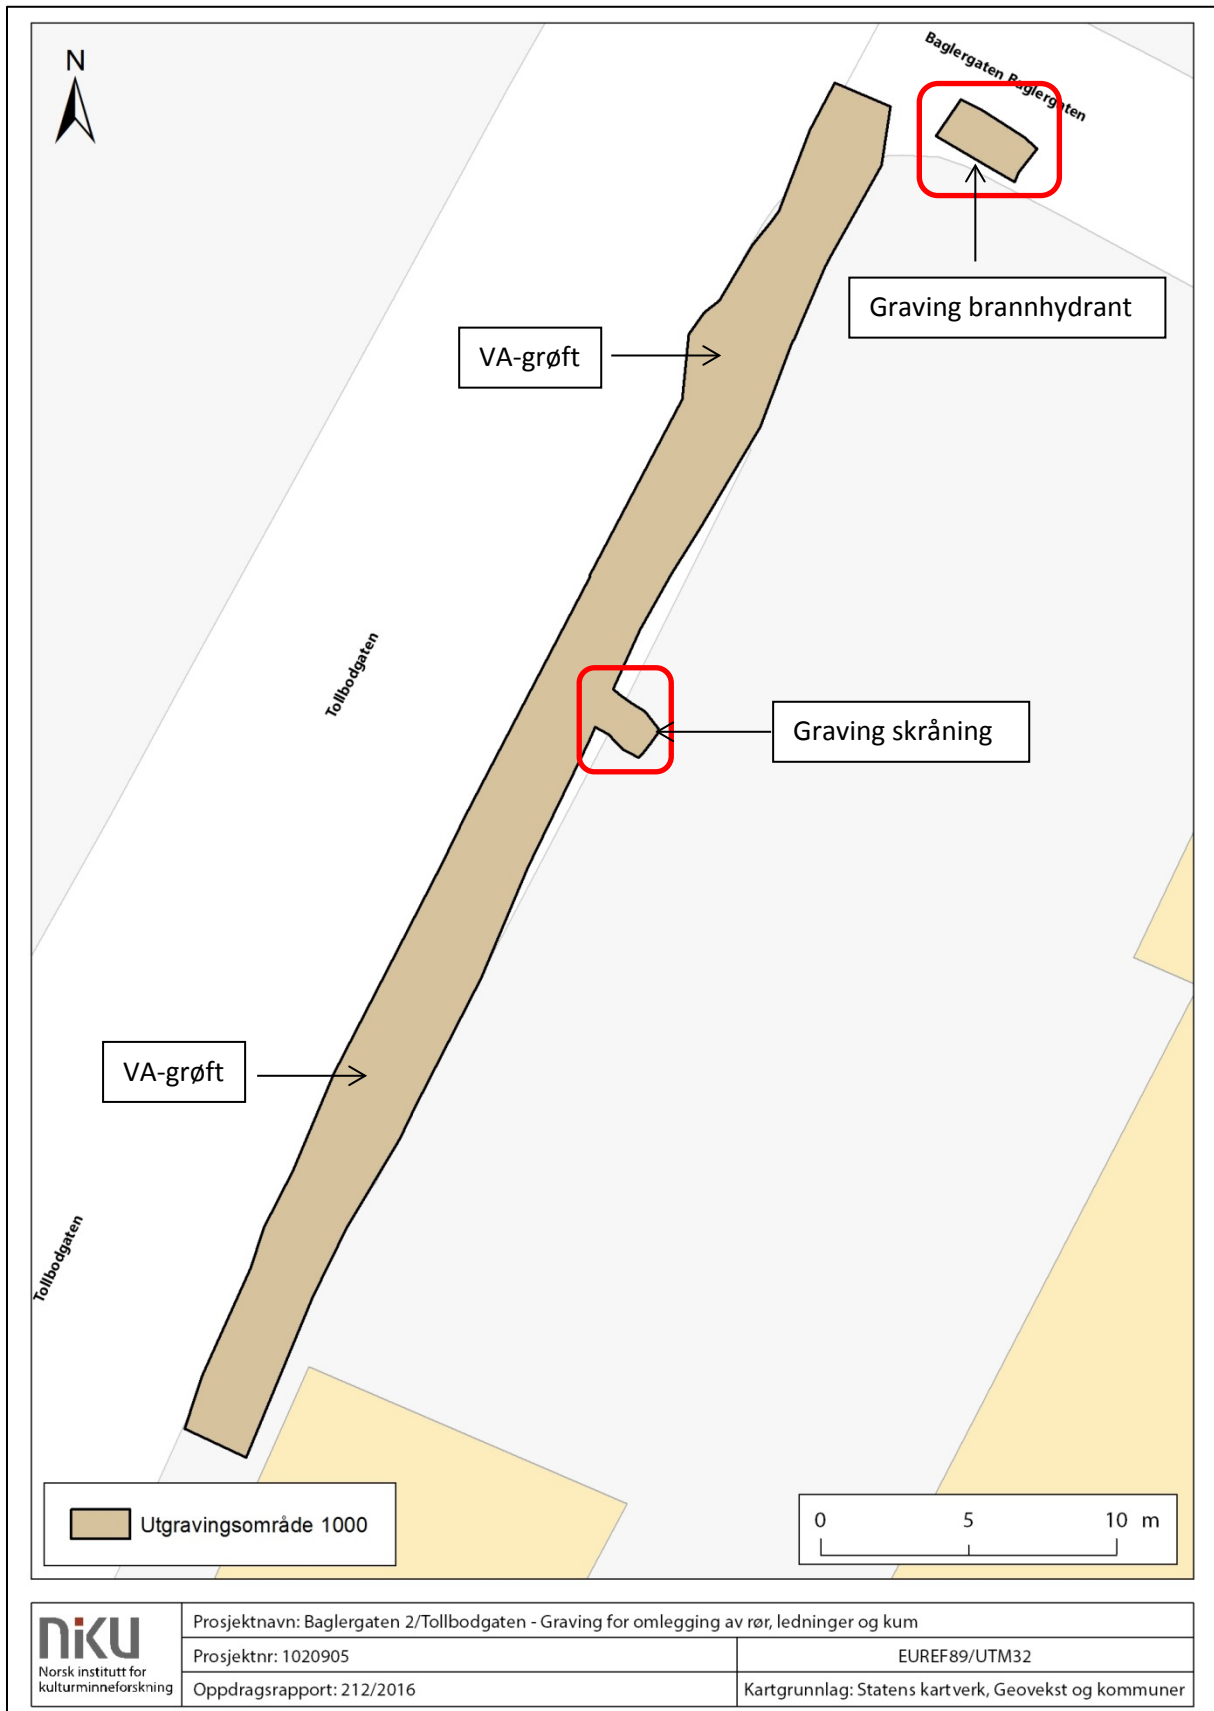 N
Baglergaten Baglergaten
Graving brannhydrant
VA-grøft
Tollbodgaten
Graving skråning
VA-grøft
Tollbodgaten
Utgravingsområde 1000
0 5 10 m
niku
Norsk institutt for
kulturminneforskning
Prosjektnavn: Baglergaten 2/Tollbodgaten - Graving for omlegging av rør, ledninger og kum
Prosjektnr: 1020905
EUREF89/UTM32
Oppdragsrapport: 212/2016
Kartgrunnlag: Statens kartverk, Geovekst og kommuner